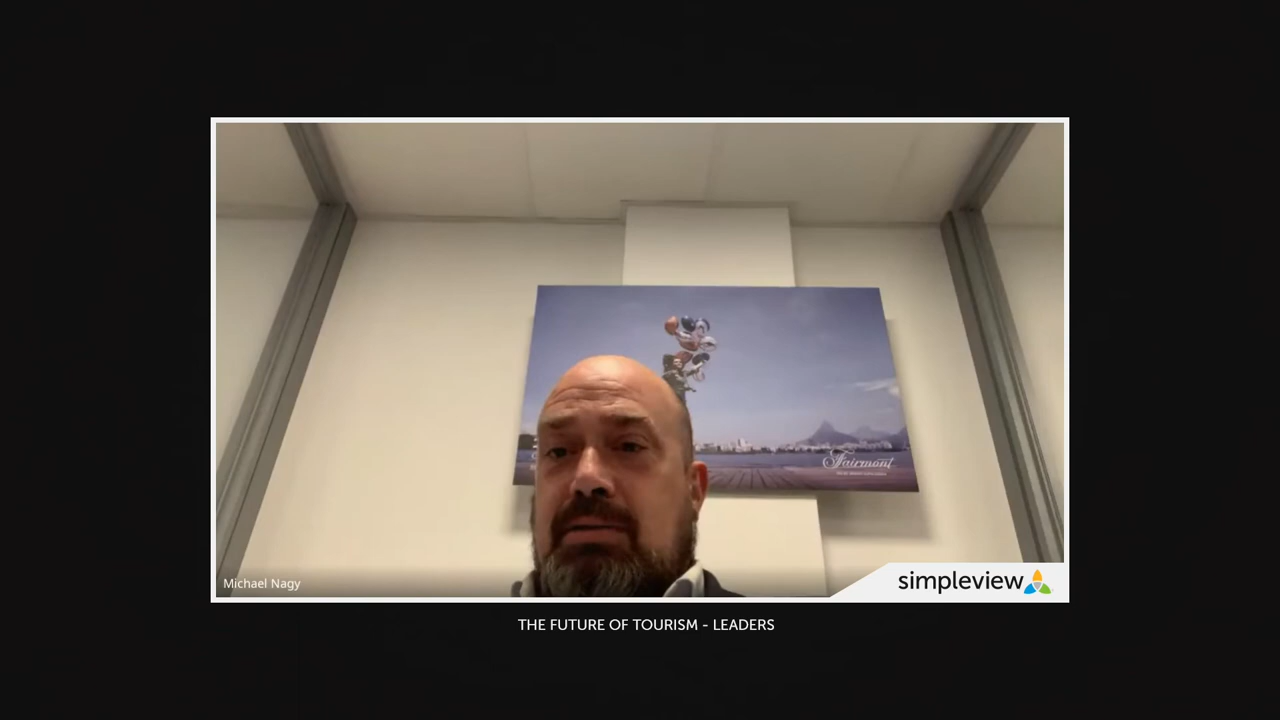 Fairmont
Michael Nagy
simpleview
THE FUTURE OF TOURISM - LEADERS